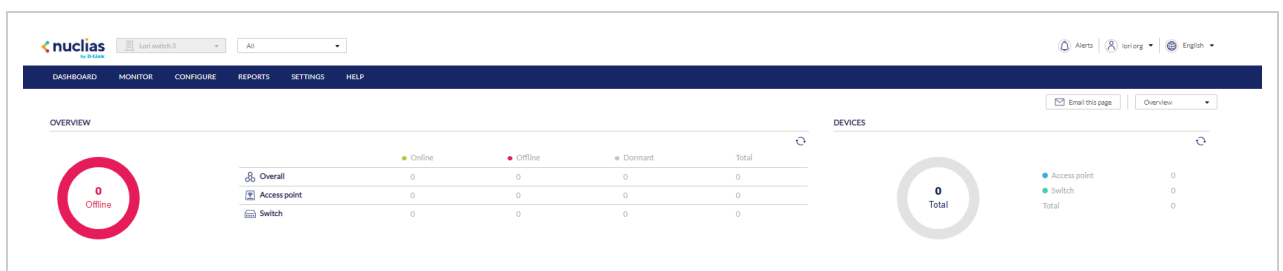 nuclias
by D-Link
Lori switch 3
All
Alerts
lori org
English
DASHBOARD MONITOR CONFIGURE REPORTS SETTINGS HELP
Email this page
Overview
OVERVIEW
0
Offline
Online Offline Dormant Total
Overall 0 0 0 0
Access point 0 0 0 0
Switch 0 0 0 0
DEVICES
0
Total
Access point 0
Switch 0
Total 0